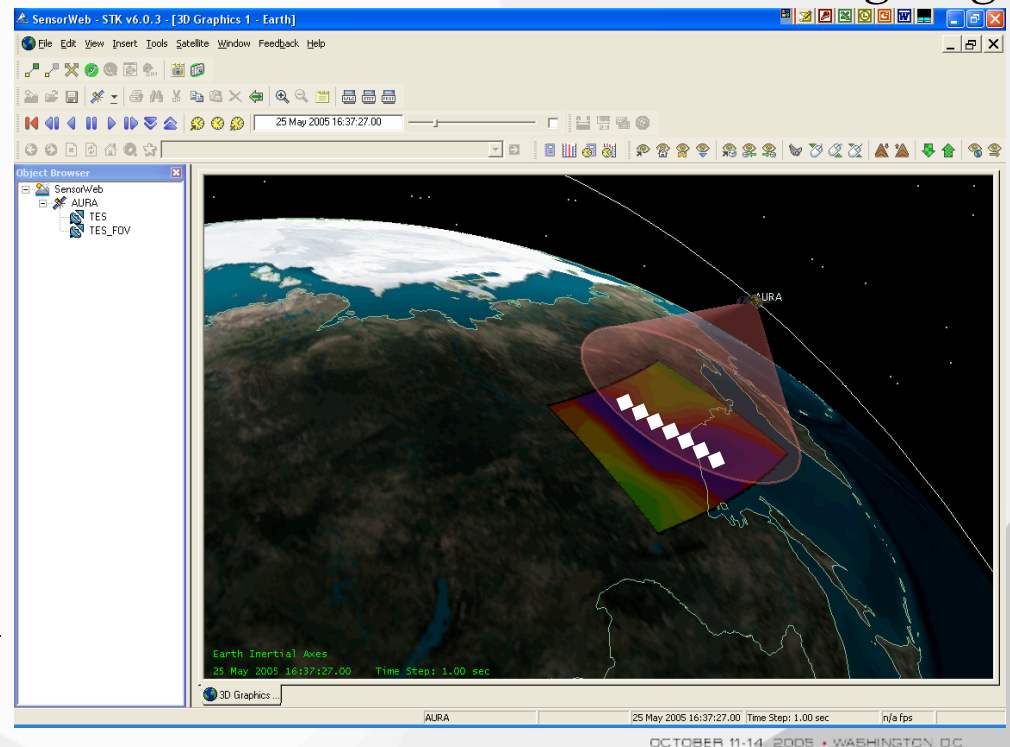 SensorWeb - STK v6.0.3 - [3D Graphics 1 - Earth]
File Edit View Insert Tools Satellite Window Feedback Help
25 May 2005 16:37:27.00
Object Browser
SensorWeb
AURA
TES
TES_FOV
AURA
Earth Inertial Axes
25 May 2005 16:37:27.00 Time Step: 1.00 sec
3D Graphics ...
AURA 25 May 2005 16:37:27.00 Time Step: 1.00 sec n/a fps
OCTOBER 11-14, 2005 • WASHINGTON DC